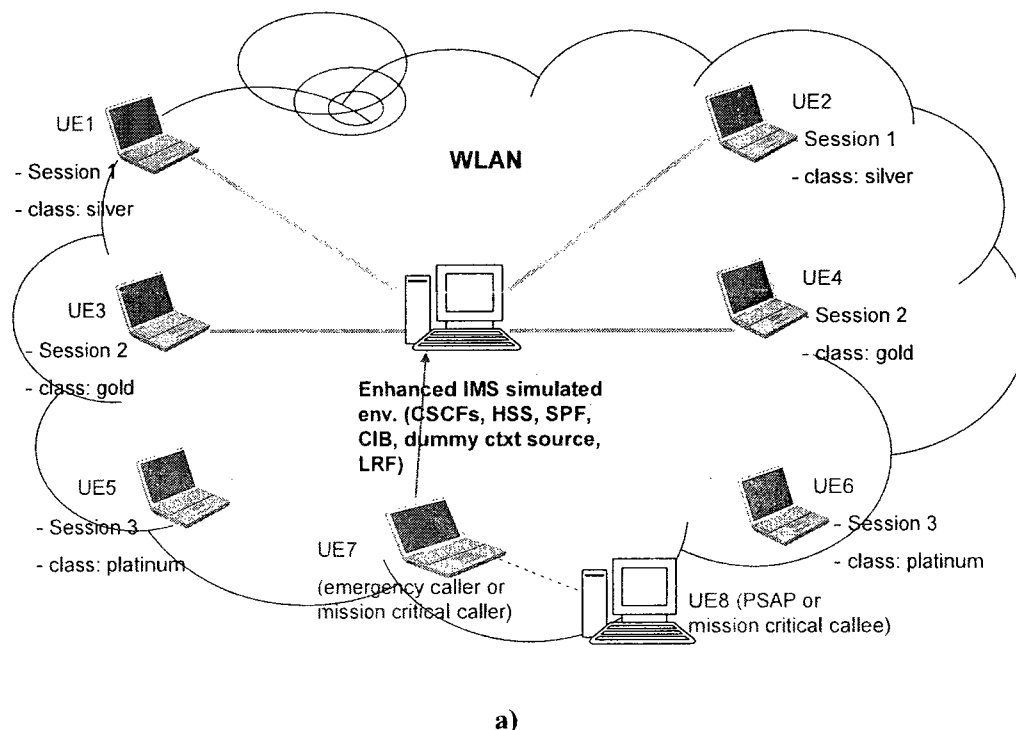 UE1
- Session 1
- class: silver
WLAN
UE2
- Session 1
- class: silver
UE3
- Session 2
- class: gold
UE4
- Session 2
- class: gold
Enhanced IMS simulated
env. (CSCFs, HSS, SPF,
CIB, dummy ctxt source,
LRF)
UE5
- Session 3
- class: platinum
UE6
- Session 3
- class: platinum
UE7
(emergency caller or
mission critical caller)
UE8 (PSAP or
mission critical callee)
a)